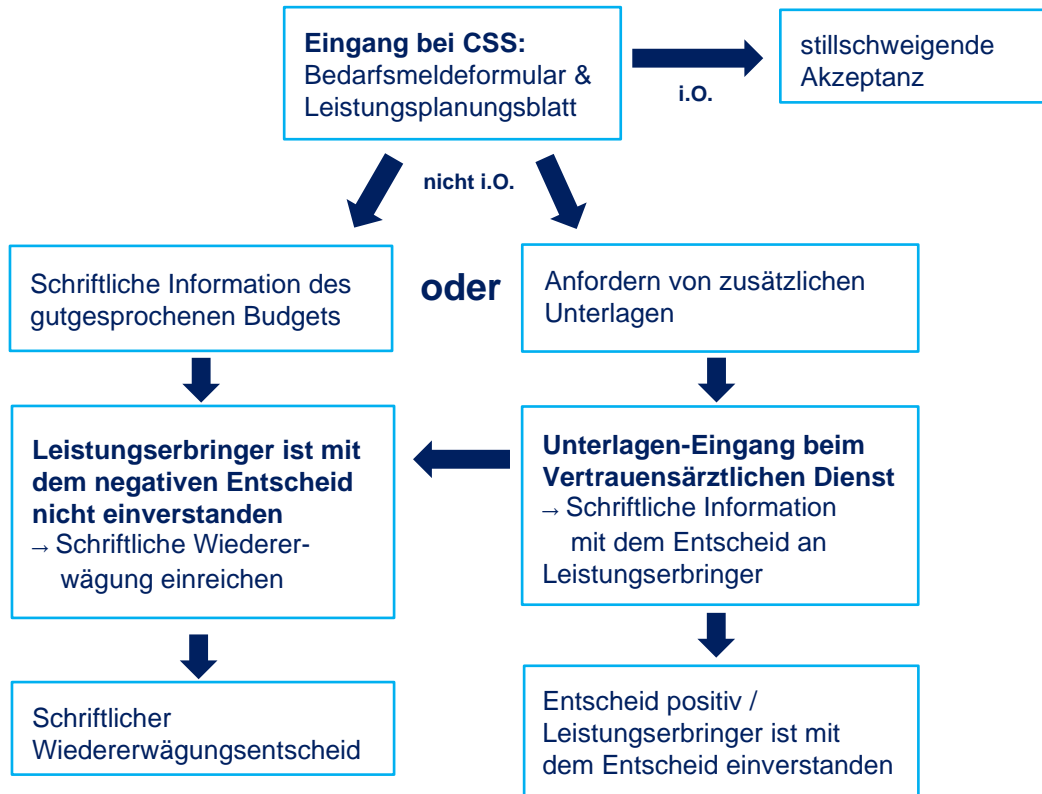 Eingang bei CSS:
Bedarfsmeldeformular &
Leistungsplanungsblatt
i.O.
stillschweigende
Akzeptanz
nicht i.O.
Schriftliche Information des
gutgesprochenen Budgets
oder
Anfordern von zusätzlichen
Unterlagen
Leistungserbringer ist mit
dem negativen Entscheid
nicht einverstanden
→ Schriftliche Wiederer-
wägung einreichen
Unterlagen-Eingang beim
Vertrauensärztlichen Dienst
→ Schriftliche Information
mit dem Entscheid an
Leistungserbringer
Schriftlicher
Wiedererwägungsentscheid
Entscheid positiv /
Leistungserbringer ist mit
dem Entscheid einverstanden